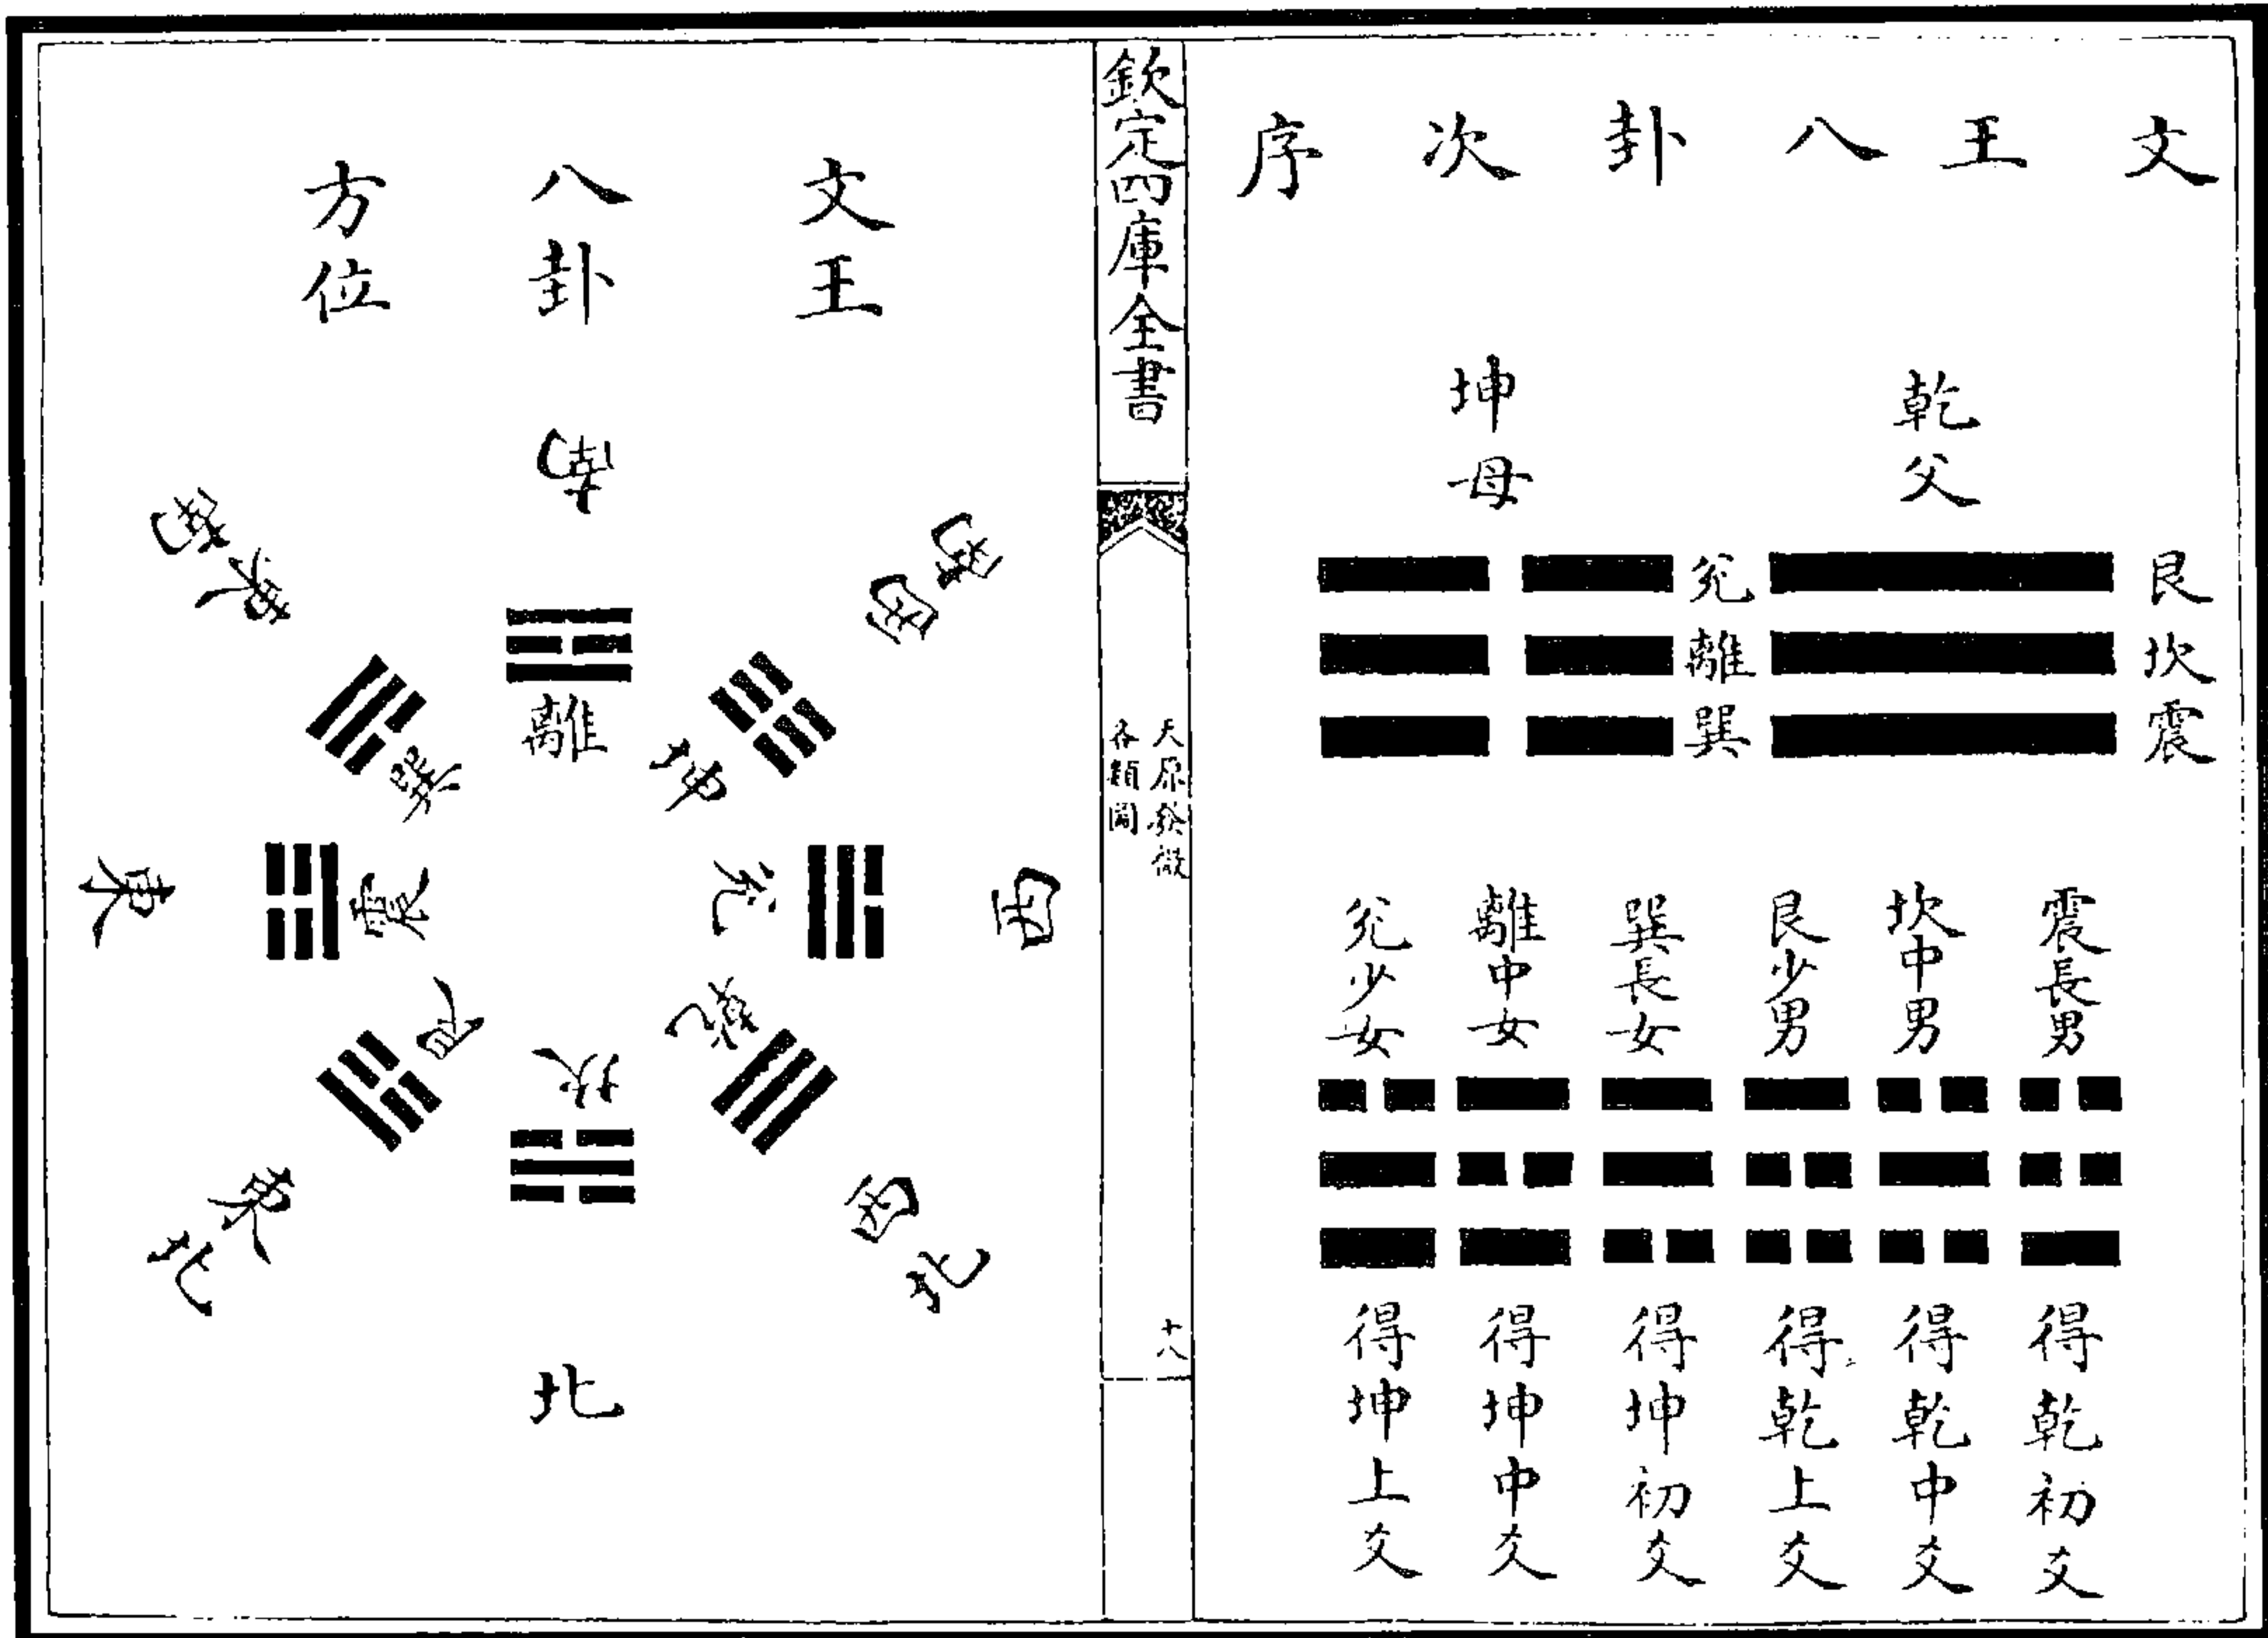 文王八卦次序
乾父
坤母
艮
坎
震
兊
離
巽
震長男
坎中男
艮少男
巽長女
離中女
兊少女
得乾初爻
得乾中爻
得乾上爻
得坤初爻
得坤中爻
得坤上爻
欽定四庫全書
天原發微
各類圖
十八
文王
八卦
方位
南
西南
西
西北
北
東北
東
東南
離
坤
兊
乾
坎
艮
震
巽